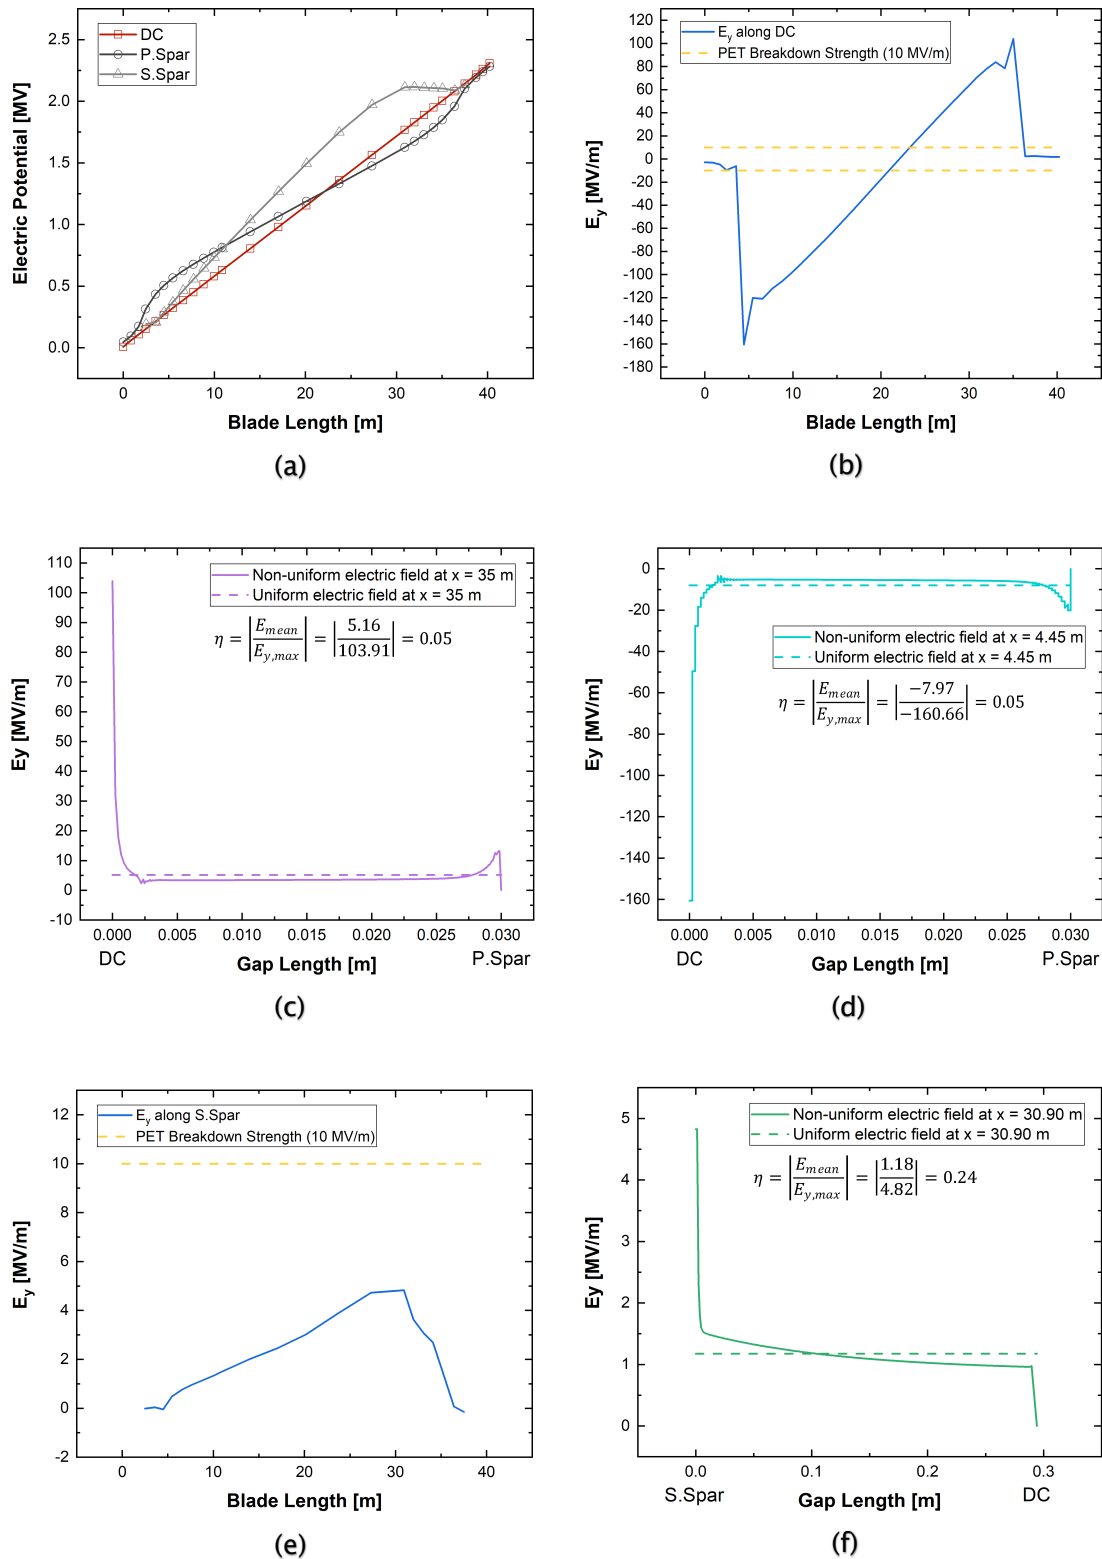 DC
P.Spar
S.Spar
2.5
2.0
1.5
1.0
0.5
0.0
Electric Potential [MV]
0 10 20 30 40
Blade Length [m]
(a)
E_y along DC
PET Breakdown Strength (10 MV/m)
120
100
80
60
40
20
0
-20
-40
-60
-80
-100
-120
-140
-160
-180
E_y [MV/m]
0 10 20 30 40
Blade Length [m]
(b)
Non-uniform electric field at x = 35 m
Uniform electric field at x = 35 m
η = |E_mean / E_y,max| = |5.16 / 103.91| = 0.05
110
100
90
80
70
60
50
40
30
20
10
0
-10
Ey [MV/m]
0.000 0.005 0.010 0.015 0.020 0.025 0.030
DC Gap Length [m] P.Spar
(c)
Non-uniform electric field at x = 4.45 m
Uniform electric field at x = 4.45 m
η = |E_mean / E_y,max| = |−7.97 / −160.66| = 0.05
0
-20
-40
-60
-80
-100
-120
-140
-160
Ey [MV/m]
0.000 0.005 0.010 0.015 0.020 0.025 0.030
DC Gap Length [m] P.Spar
(d)
E_y along S.Spar
PET Breakdown Strength (10 MV/m)
12
10
8
6
4
2
0
-2
E_y [MV/m]
0 10 20 30 40
Blade Length [m]
(e)
Non-uniform electric field at x = 30.90 m
Uniform electric field at x = 30.90 m
η = |E_mean / E_y,max| = |1.18 / 4.82| = 0.24
5
4
3
2
1
0
Ey [MV/m]
0.0 0.1 0.2 0.3
S.Spar Gap Length [m] DC
(f)